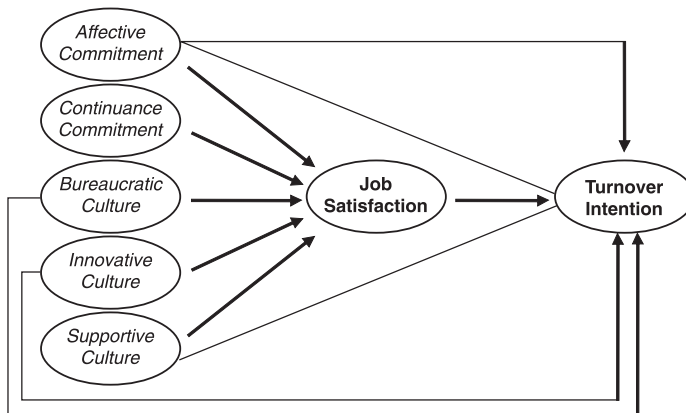 Affective
Commitment
Continuance
Commitment
Bureaucratic
Culture
Innovative
Culture
Supportive
Culture
Job
Satisfaction
Turnover
Intention